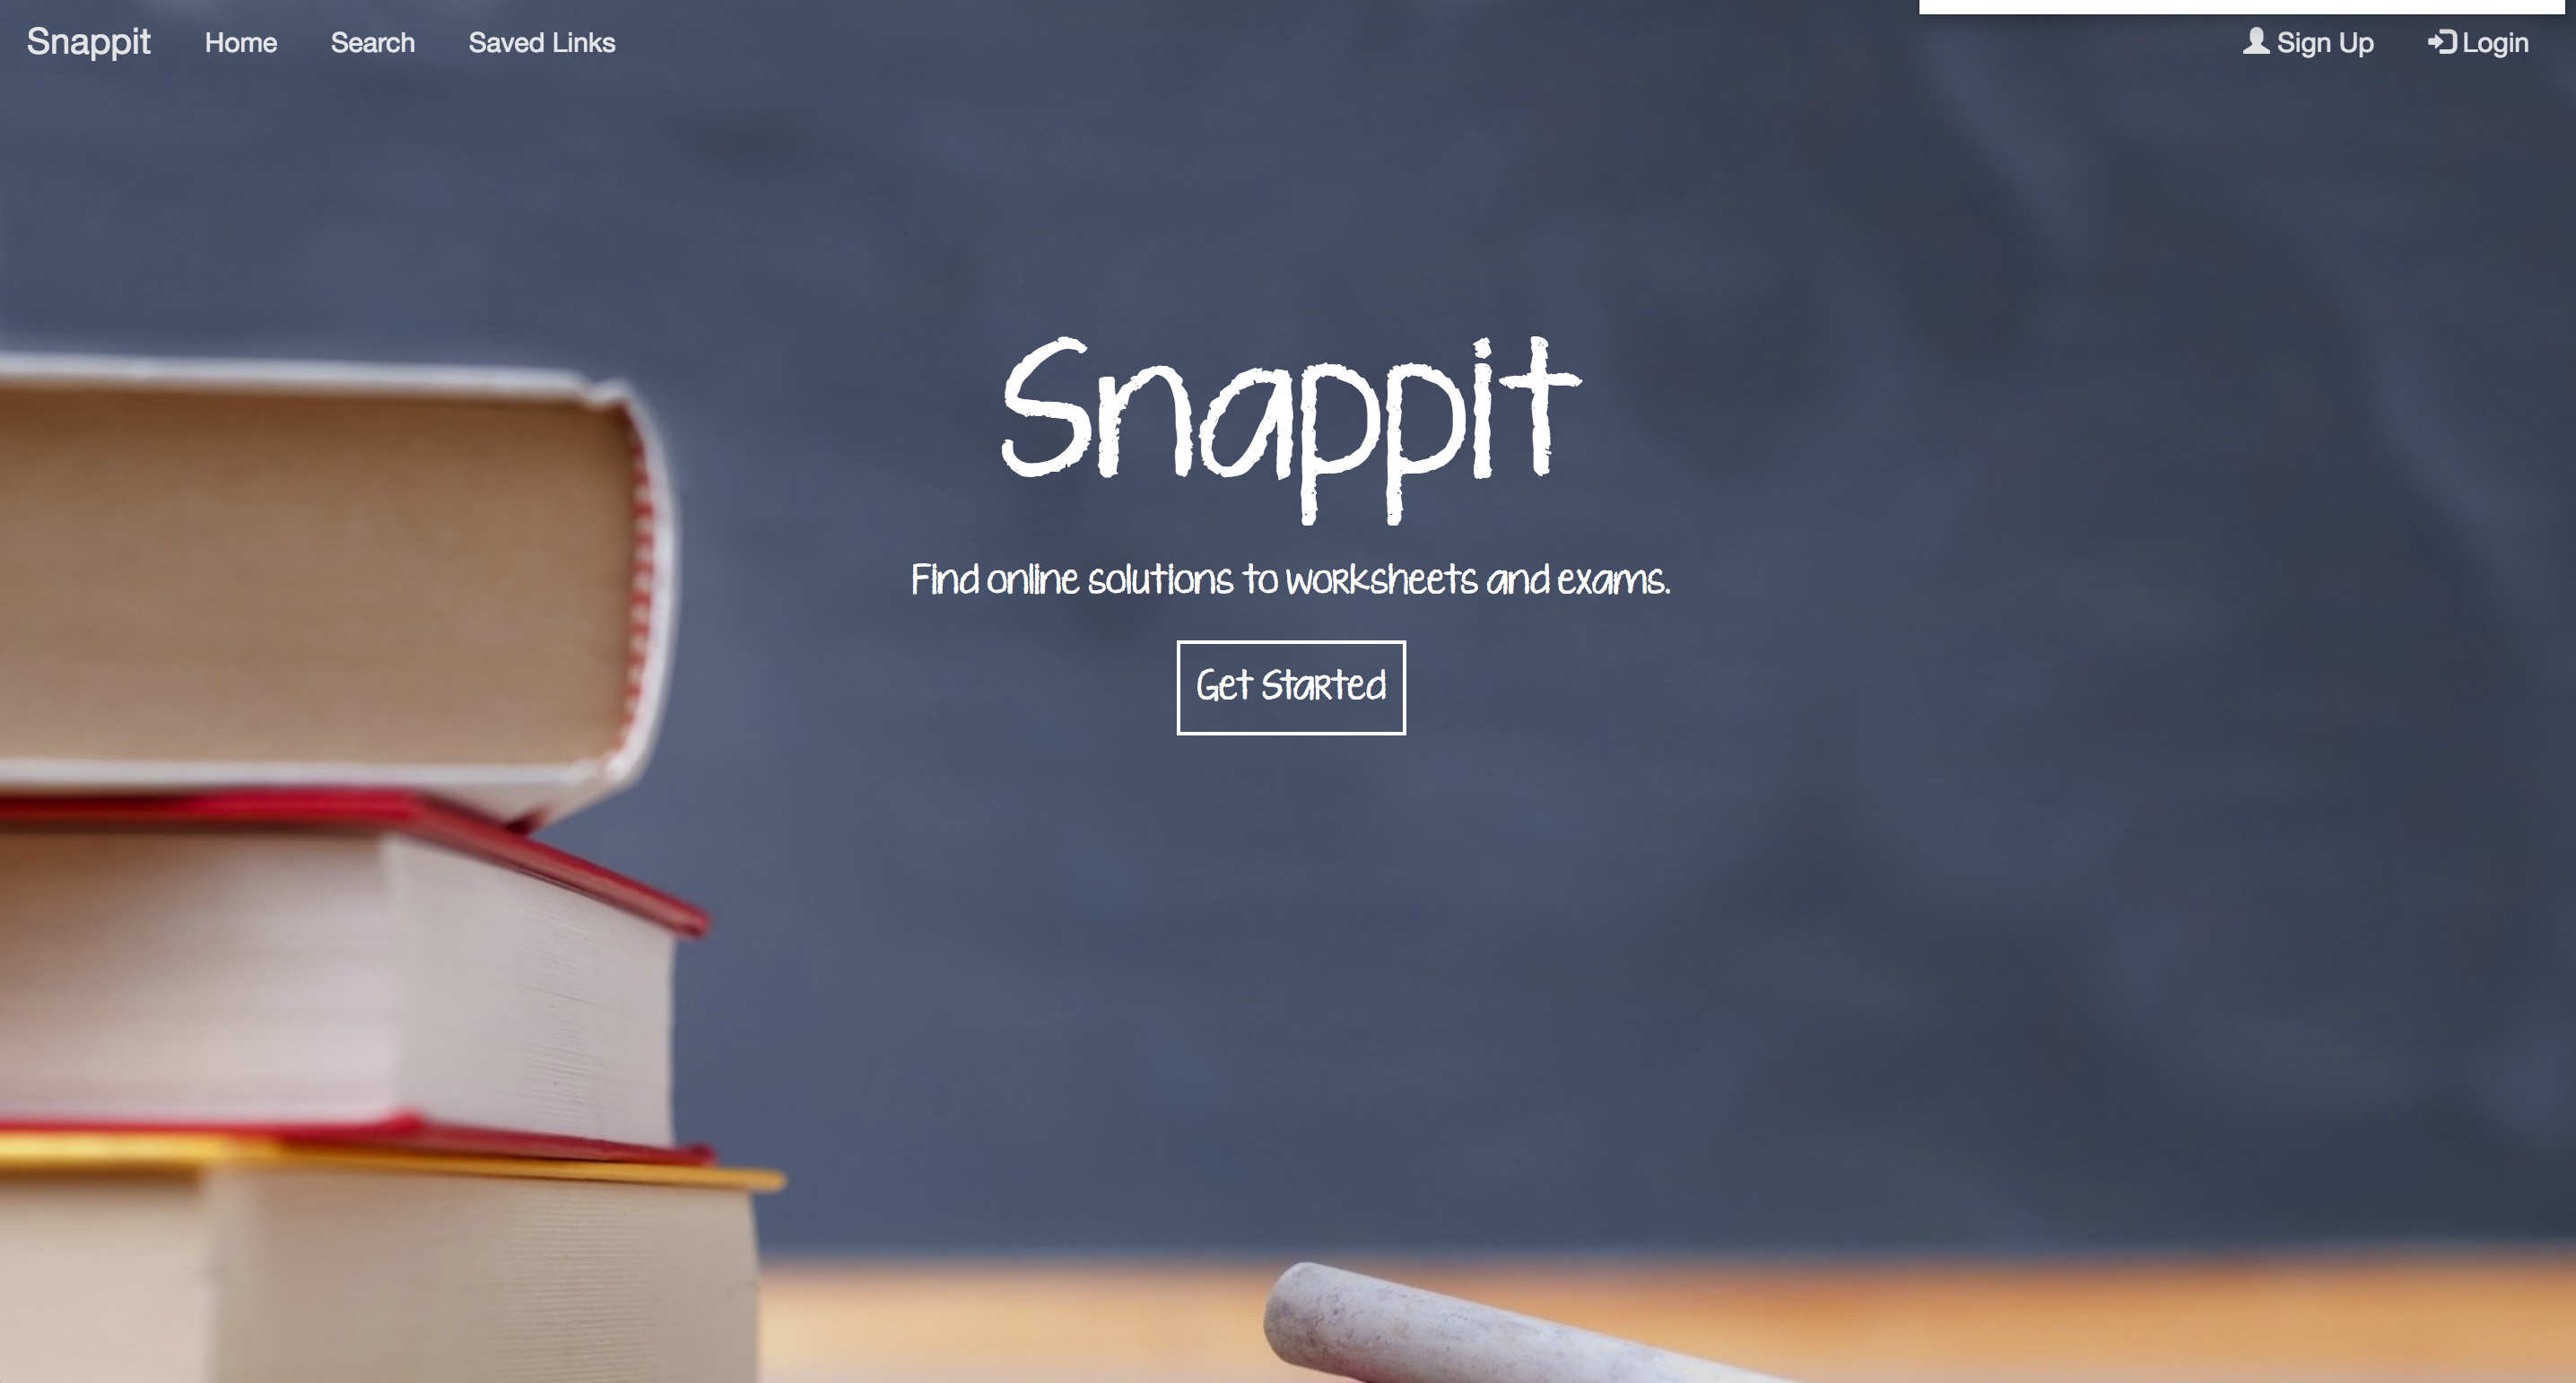 Snappit Home Search Saved Links Sign Up Login
Snappit
Find online solutions to worksheets and exams.
Get Started